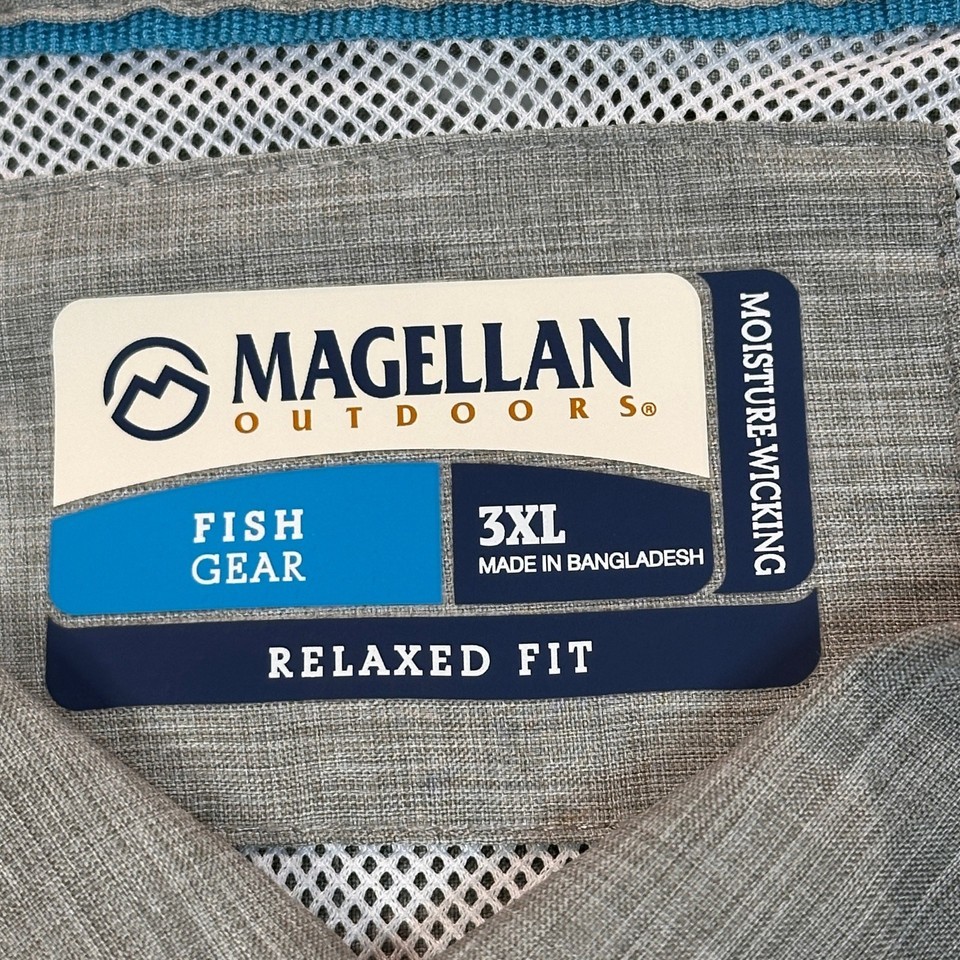 MAGELLAN
OUTDOORS®
FISH
GEAR
3XL
MADE IN BANGLADESH
MOISTURE-WICKING
RELAXED FIT